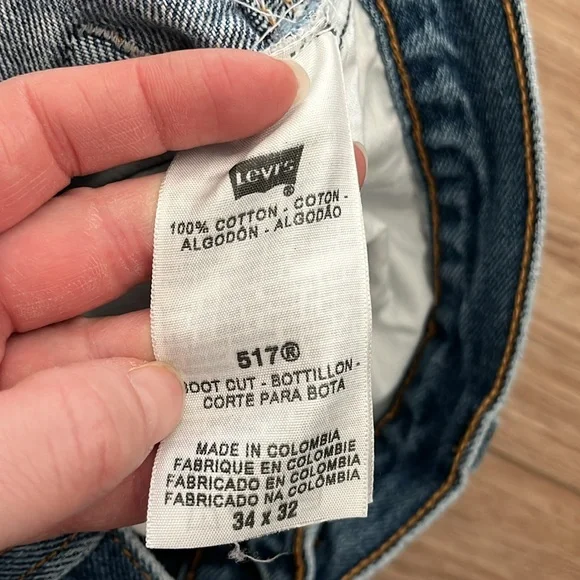 Levi's
®
100% COTTON - COTON -
ALGODÓN - ALGODÃO
517®
BOOT CUT - BOTTILLON -
CORTE PARA BOTA
MADE IN COLOMBIA
FABRIQUE EN COLOMBIE
FABRICADO EN COLOMBIA
FABRICADO NA COLÔMBIA
34 x 32